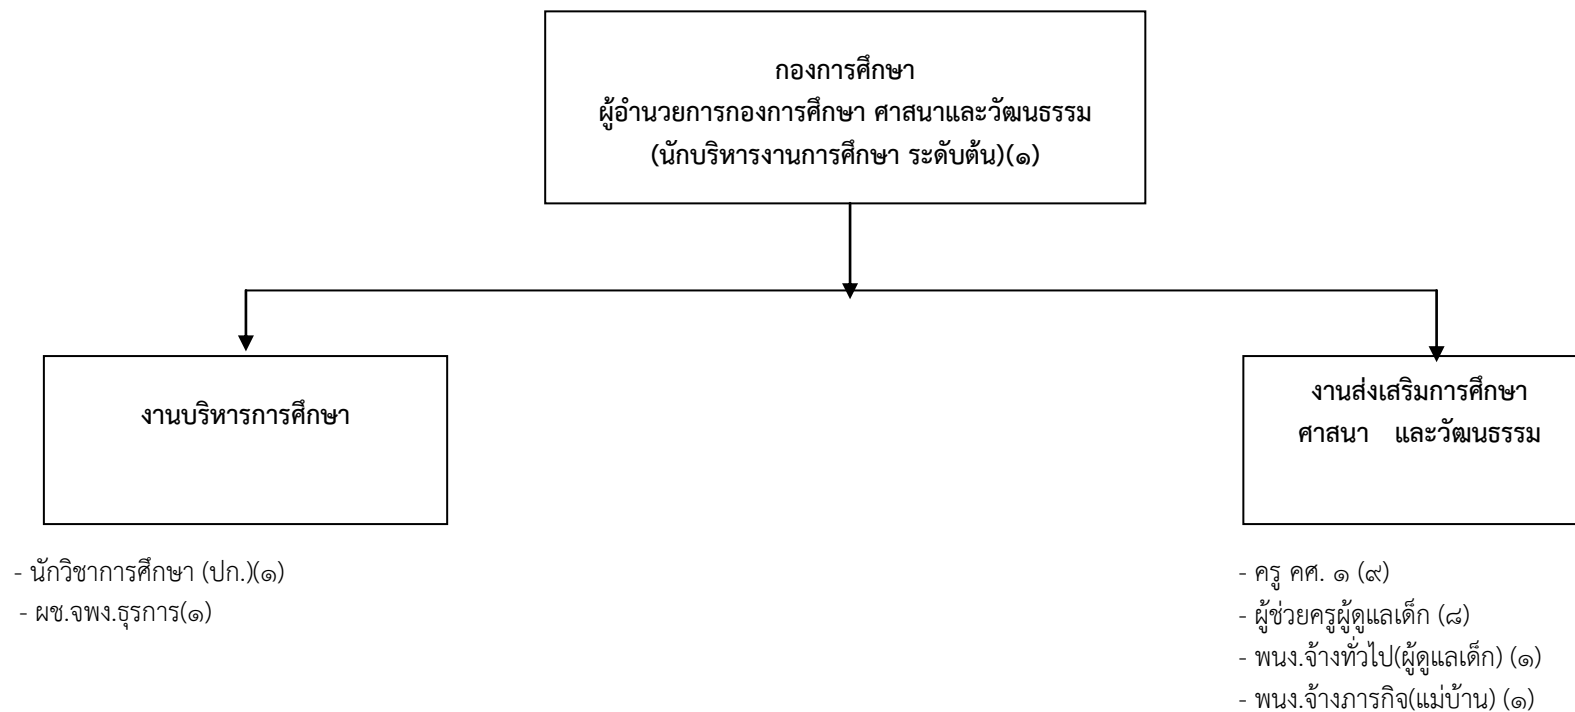 กองการศึกษา
ผู้อำนวยการกองการศึกษา ศาสนาและวัฒนธรรม
(นักบริหารงานการศึกษา ระดับต้น)(๑)
งานบริหารการศึกษา
งานส่งเสริมการศึกษา
ศาสนา และวัฒนธรรม
- นักวิชาการศึกษา (ปก.)(๑)
- ผช.จพง.ธุรการ(๑)
- ครู คศ. ๑ (๙)
- ผู้ช่วยครูผู้ดูแลเด็ก (๘)
- พนง.จ้างทั่วไป(ผู้ดูแลเด็ก) (๑)
- พนง.จ้างภารกิจ(แม่บ้าน) (๑)